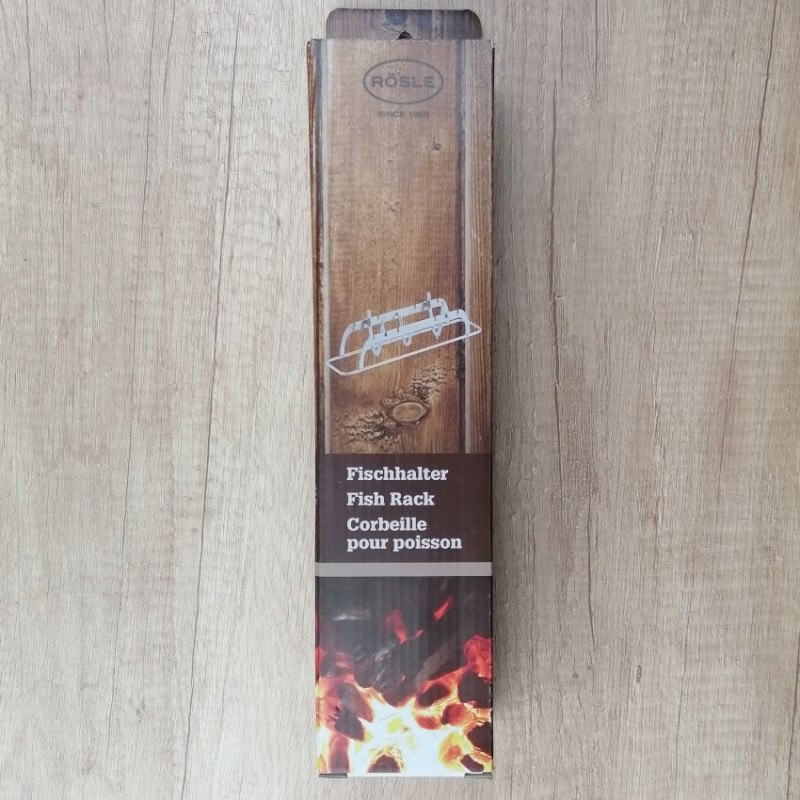 RÖSLE
SINCE 1888
Fischhalter
Fish Rack
Corbeille
pour poisson